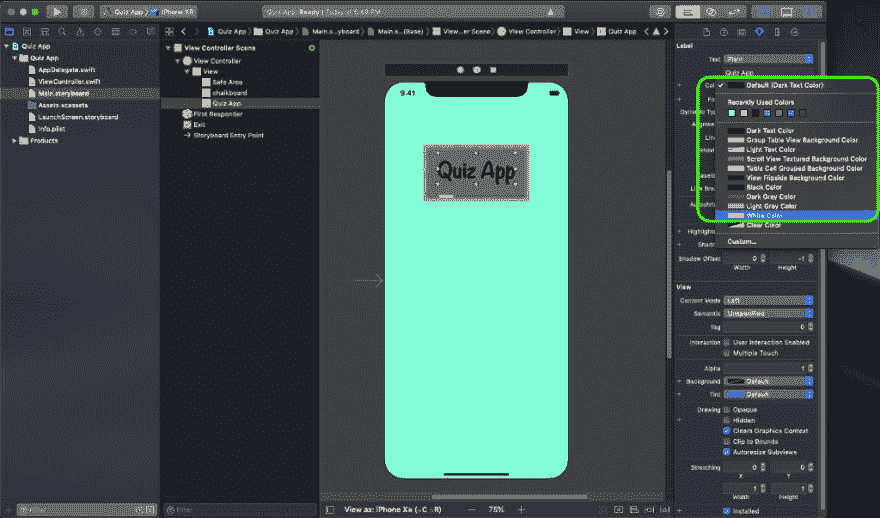 Quiz App
iPhone XR
Quiz App: Ready | Today at 5:49 PM
Quiz App
Quiz App
Main.s...yboard
Main.s...(Base)
View...er Scene
View Controller
View
Quiz App
Quiz App
Quiz App
AppDelegate.swift
ViewController.swift
Main.storyboard
Assets.xcassets
LaunchScreen.storyboard
Info.plist
Products
View Controller Scene
View Controller
View
Safe Area
chalkboard
Quiz App
First Responder
Exit
Storyboard Entry Point
9:41
Quiz App
Label
Text
Plain
Quiz App
Default (Dark Text Color)
Recently Used Colors
Dark Text Color
Group Table View Background Color
Light Text Color
Scroll View Textured Background Color
Table Cell Grouped Background Color
View Flipside Background Color
Black Color
Dark Gray Color
Light Gray Color
White Color
Clear Color
Custom...
Shadow Offset
0
-1
Width
Height
View
Content Mode
Left
Semantic
Unspecified
Tag
0
Interaction
User Interaction Enabled
Multiple Touch
Alpha
1
Background
Default
Tint
Default
Drawing
Opaque
Hidden
Clears Graphics Context
Clip to Bounds
Autoresize Subviews
Stretching
0
0
X
Y
1
1
Width
Height
Installed
Filter
Filter
View as: iPhone XR
75%